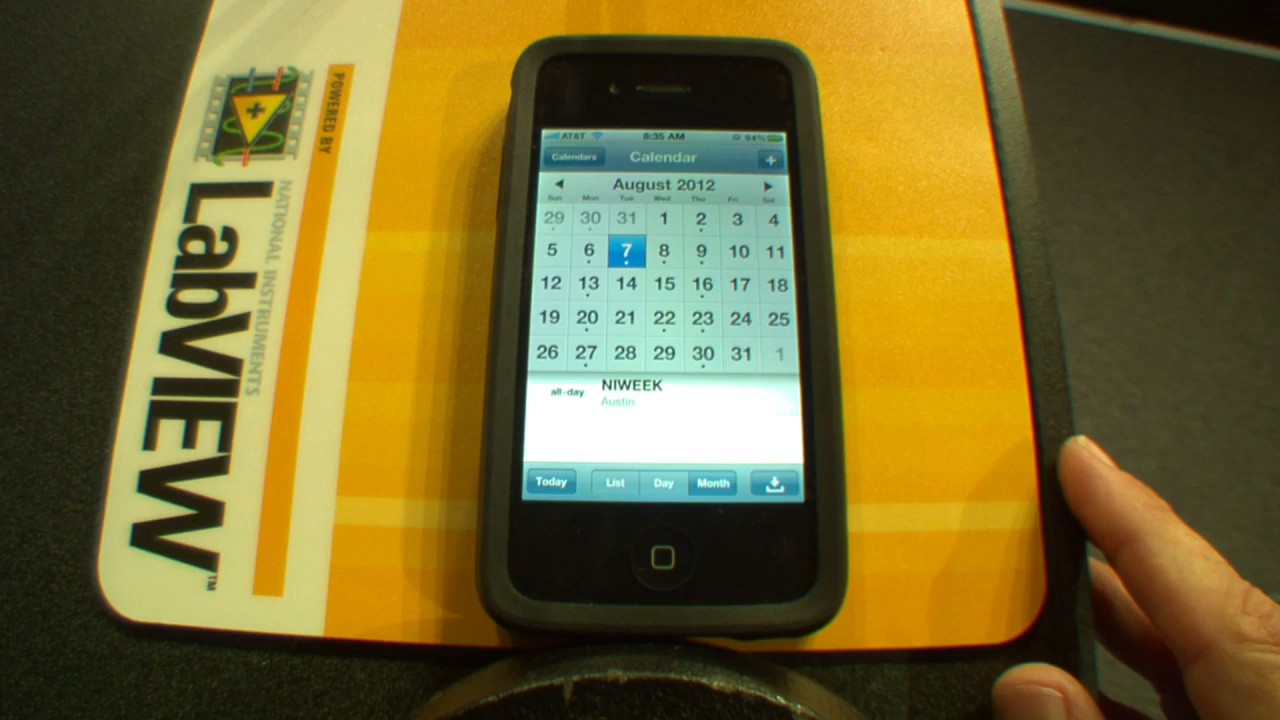 POWERED BY
NATIONAL INSTRUMENTS
LabVIEW™
AT&T 8:35 AM 94%
Calendars Calendar +
August 2012
Sun Mon Tue Wed Thu Fri Sat
29 30 31 1 2 3 4
5 6 7 8 9 10 11
12 13 14 15 16 17 18
19 20 21 22 23 24 25
26 27 28 29 30 31 1
all-day NIWEEK
Austin
Today List Day Month